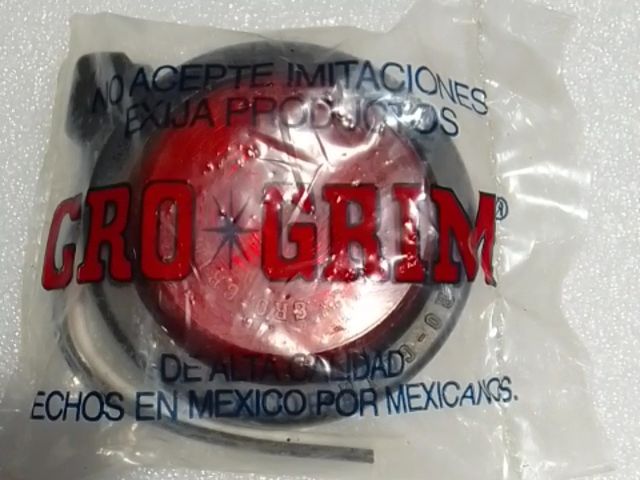 NO ACEPTE IMITACIONES
EXIJA PRODUCTOS
CRO GRIM®
DE ALTA CALIDAD
ECHOS EN MEXICO POR MEXICANOS.